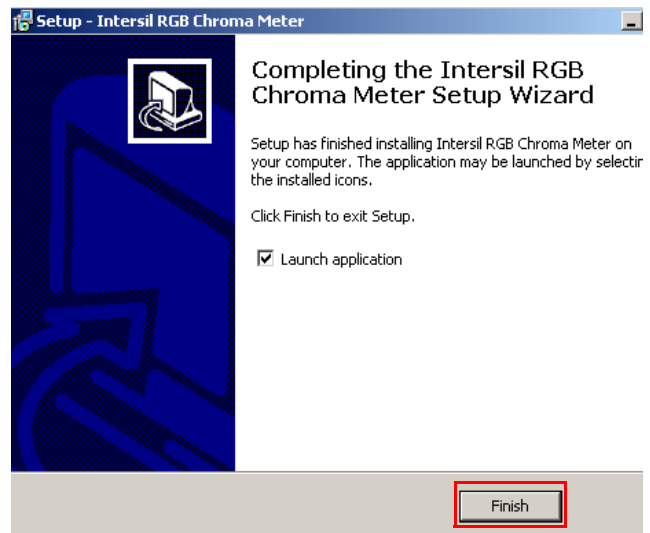 Setup - Intersil RGB Chroma Meter
Completing the Intersil RGB
Chroma Meter Setup Wizard
Setup has finished installing Intersil RGB Chroma Meter on
your computer. The application may be launched by selectin
the installed icons.
Click Finish to exit Setup.
Launch application
Finish